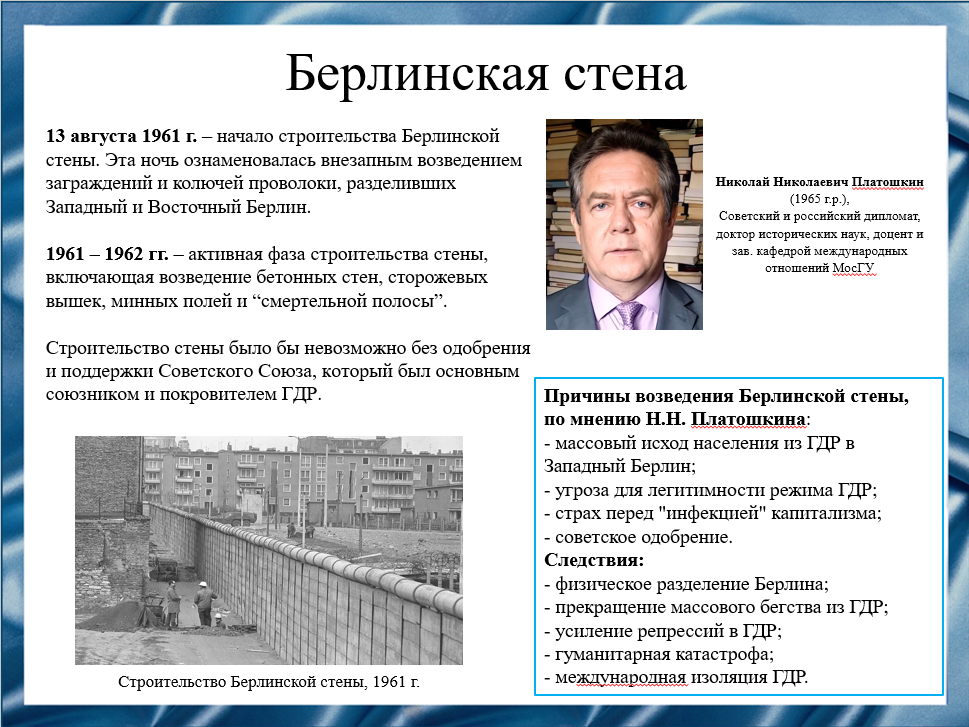 Берлинская стена
13 августа 1961 г. – начало строительства Берлинской
стены. Эта ночь ознаменовалась внезапным возведением
заграждений и колючей проволоки, разделивших
Западный и Восточный Берлин.
1961 – 1962 гг. – активная фаза строительства стены,
включающая возведение бетонных стен, сторожевых
вышек, минных полей и “смертельной полосы”.
Строительство стены было бы невозможно без одобрения
и поддержки Советского Союза, который был основным
союзником и покровителем ГДР.
Строительство Берлинской стены, 1961 г.
Николай Николаевич Платошкин
(1965 г.р.),
Советский и российский дипломат,
доктор исторических наук, доцент и
зав. кафедрой международных
отношений МосГУ
Причины возведения Берлинской стены,
по мнению Н.Н. Платошкина:
- массовый исход населения из ГДР в
Западный Берлин;
- угроза для легитимности режима ГДР;
- страх перед "инфекцией" капитализма;
- советское одобрение.
Следствия:
- физическое разделение Берлина;
- прекращение массового бегства из ГДР;
- усиление репрессий в ГДР;
- гуманитарная катастрофа;
- международная изоляция ГДР.